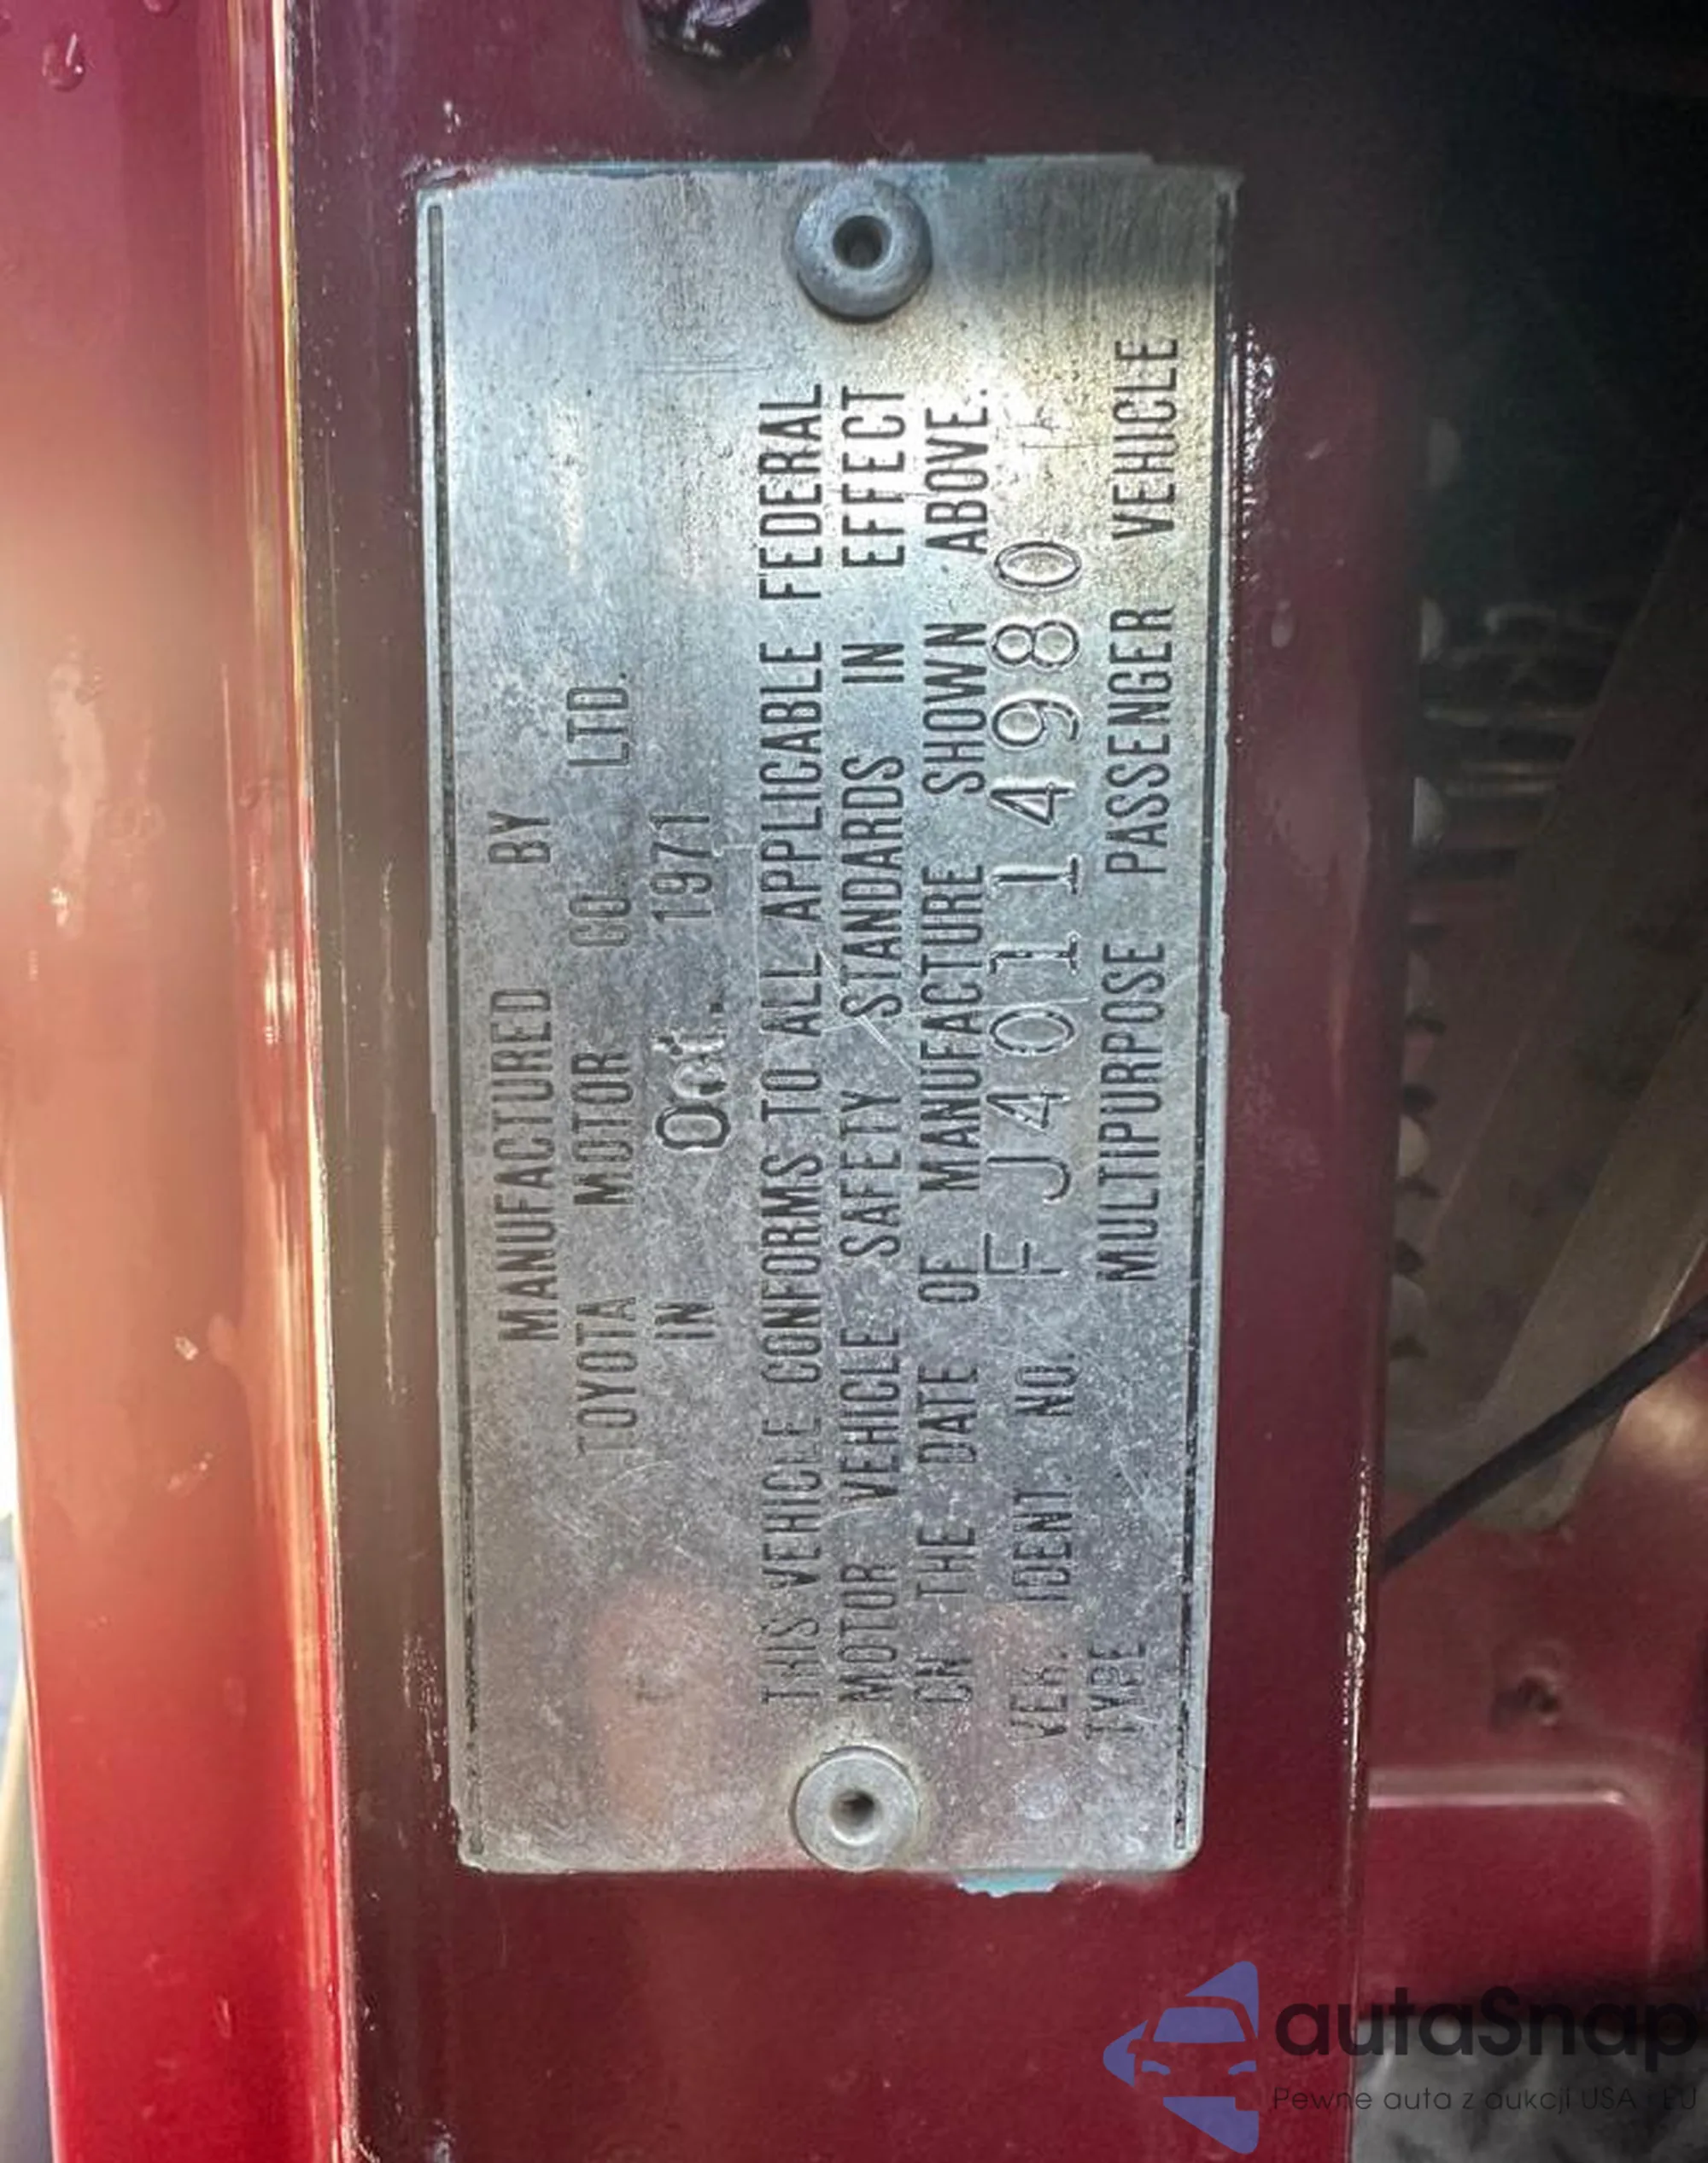 MANUFACTURED BY
TOYOTA MOTOR CO. LTD.
IN Oct. 1971
THIS VEHICLE CONFORMS TO ALL APPLICABLE FEDERAL
MOTOR VEHICLE SAFETY STANDARDS IN EFFECT
ON THE DATE OF MANUFACTURE SHOWN ABOVE.
VEH. IDENT. NO. FJ40114980
TYPE MULTIPURPOSE PASSENGER VEHICLE
autaSnap
Pewne auta z aukcji USA i EU